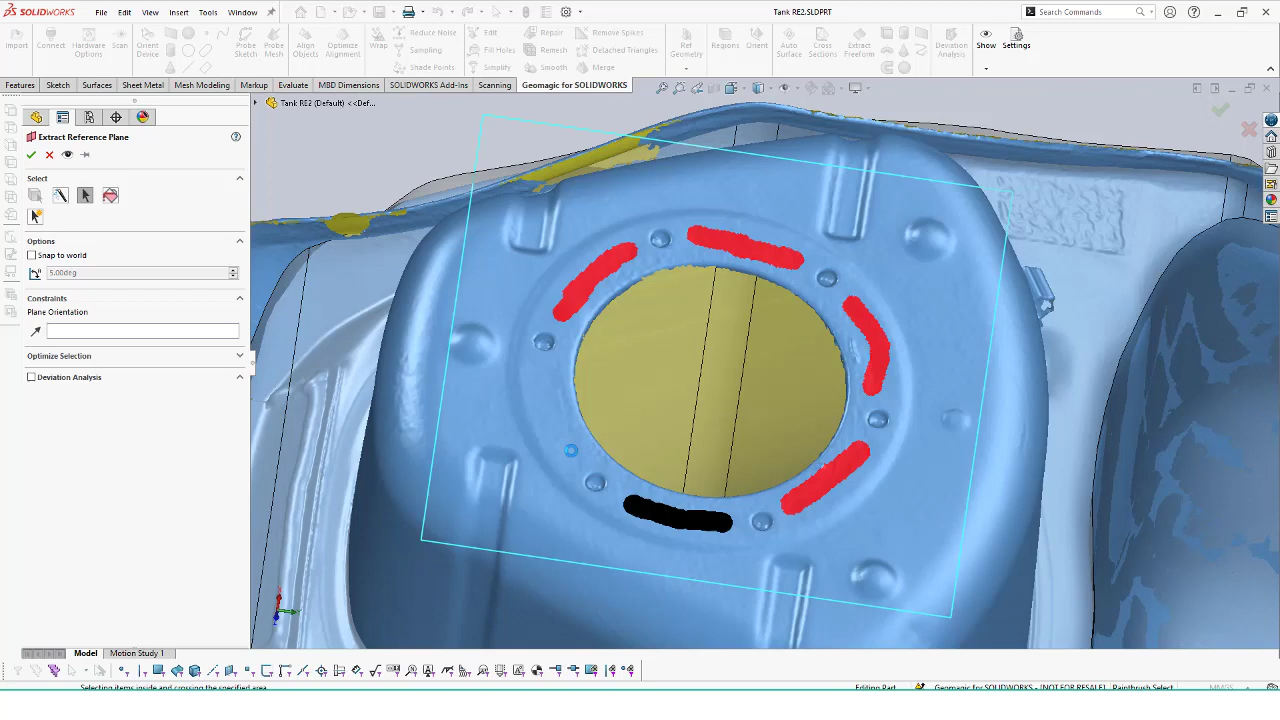 SOLIDWORKS File Edit View Insert Tools Window Tank RE2.SLDPRT Search Commands
Import Connect Hardware Options Scan Orient Device Probe Sketch Probe Mesh Align Objects Optimize Alignment Wrap Reduce Noise Sampling Shade Points Edit Fill Holes Simplify Repair Remesh Smooth Remove Spikes Detached Triangles Merge Ref Geometry Regions Orient Auto Surface Cross Sections Extract Freeform Deviation Analysis Show Settings
Features Sketch Surfaces Sheet Metal Mesh Modeling Markup Evaluate MBD Dimensions SOLIDWORKS Add-Ins Scanning Geomagic for SOLIDWORKS
Tank RE2 (Default) <<Def...
Extract Reference Plane
Select
Options
Snap to world
5.00deg
Constraints
Plane Orientation
Optimize Selection
Deviation Analysis
Model Motion Study 1
Selecting items inside and crossing the specified area Editing Part Geomagic for SOLIDWORKS - [NOT FOR RESALE] Paintbrush Select MMGS